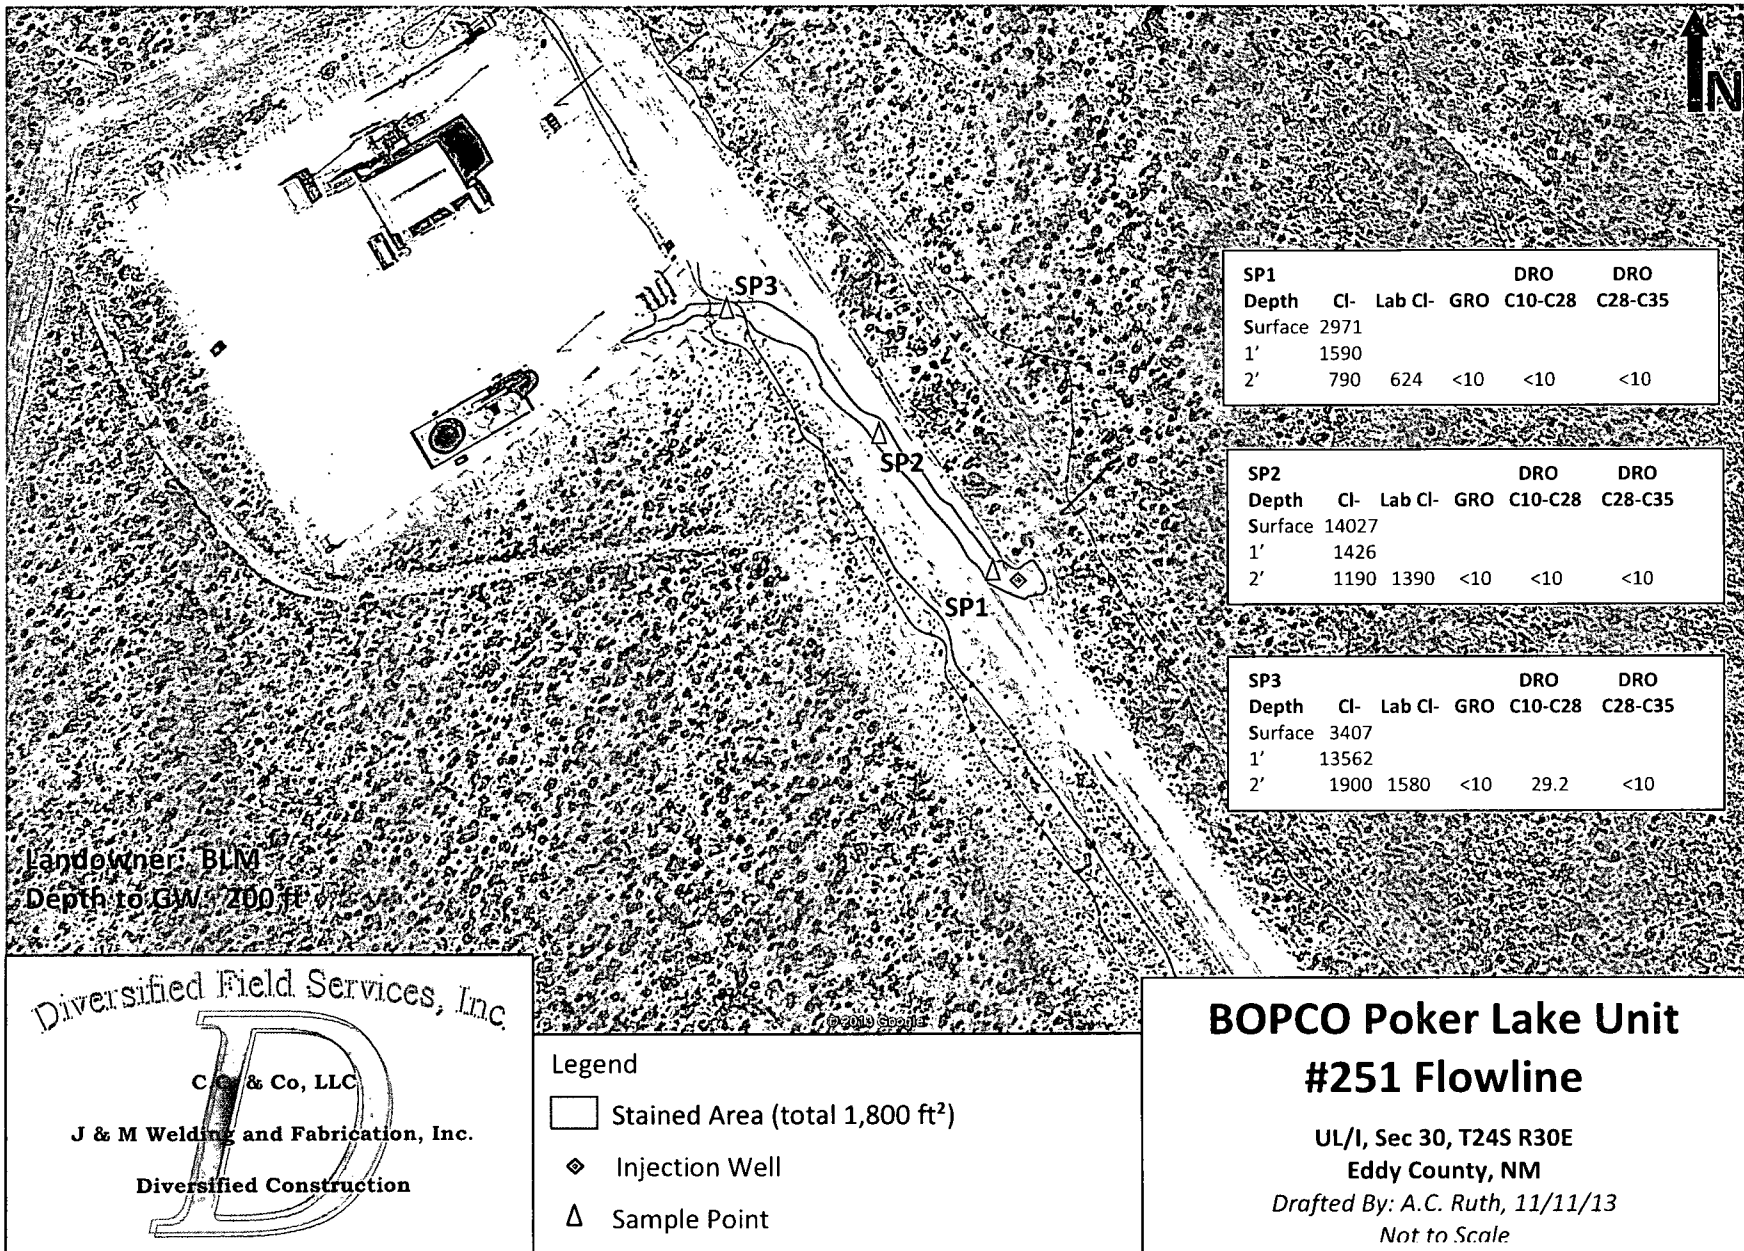 N
SP3
SP2
SP1
SP1 DRO DRO
Depth Cl- Lab Cl- GRO C10-C28 C28-C35
Surface 2971
1' 1590
2' 790 624 <10 <10 <10
SP2 DRO DRO
Depth Cl- Lab Cl- GRO C10-C28 C28-C35
Surface 14027
1' 1426
2' 1190 1390 <10 <10 <10
SP3 DRO DRO
Depth Cl- Lab Cl- GRO C10-C28 C28-C35
Surface 3407
1' 13562
2' 1900 1580 <10 29.2 <10
Landowner: BLM
Depth to GW - 200 ft
Diversified Field Services, Inc
& Co, LLC
J & M Welding and Fabrication, Inc.
Diversified Construction
Google
Legend
Stained Area (total 1,800 ft²)
Injection Well
Sample Point
BOPCO Poker Lake Unit
#251 Flowline
UL/I, Sec 30, T24S R30E
Eddy County, NM
Drafted By: A.C. Ruth, 11/11/13
Not to Scale